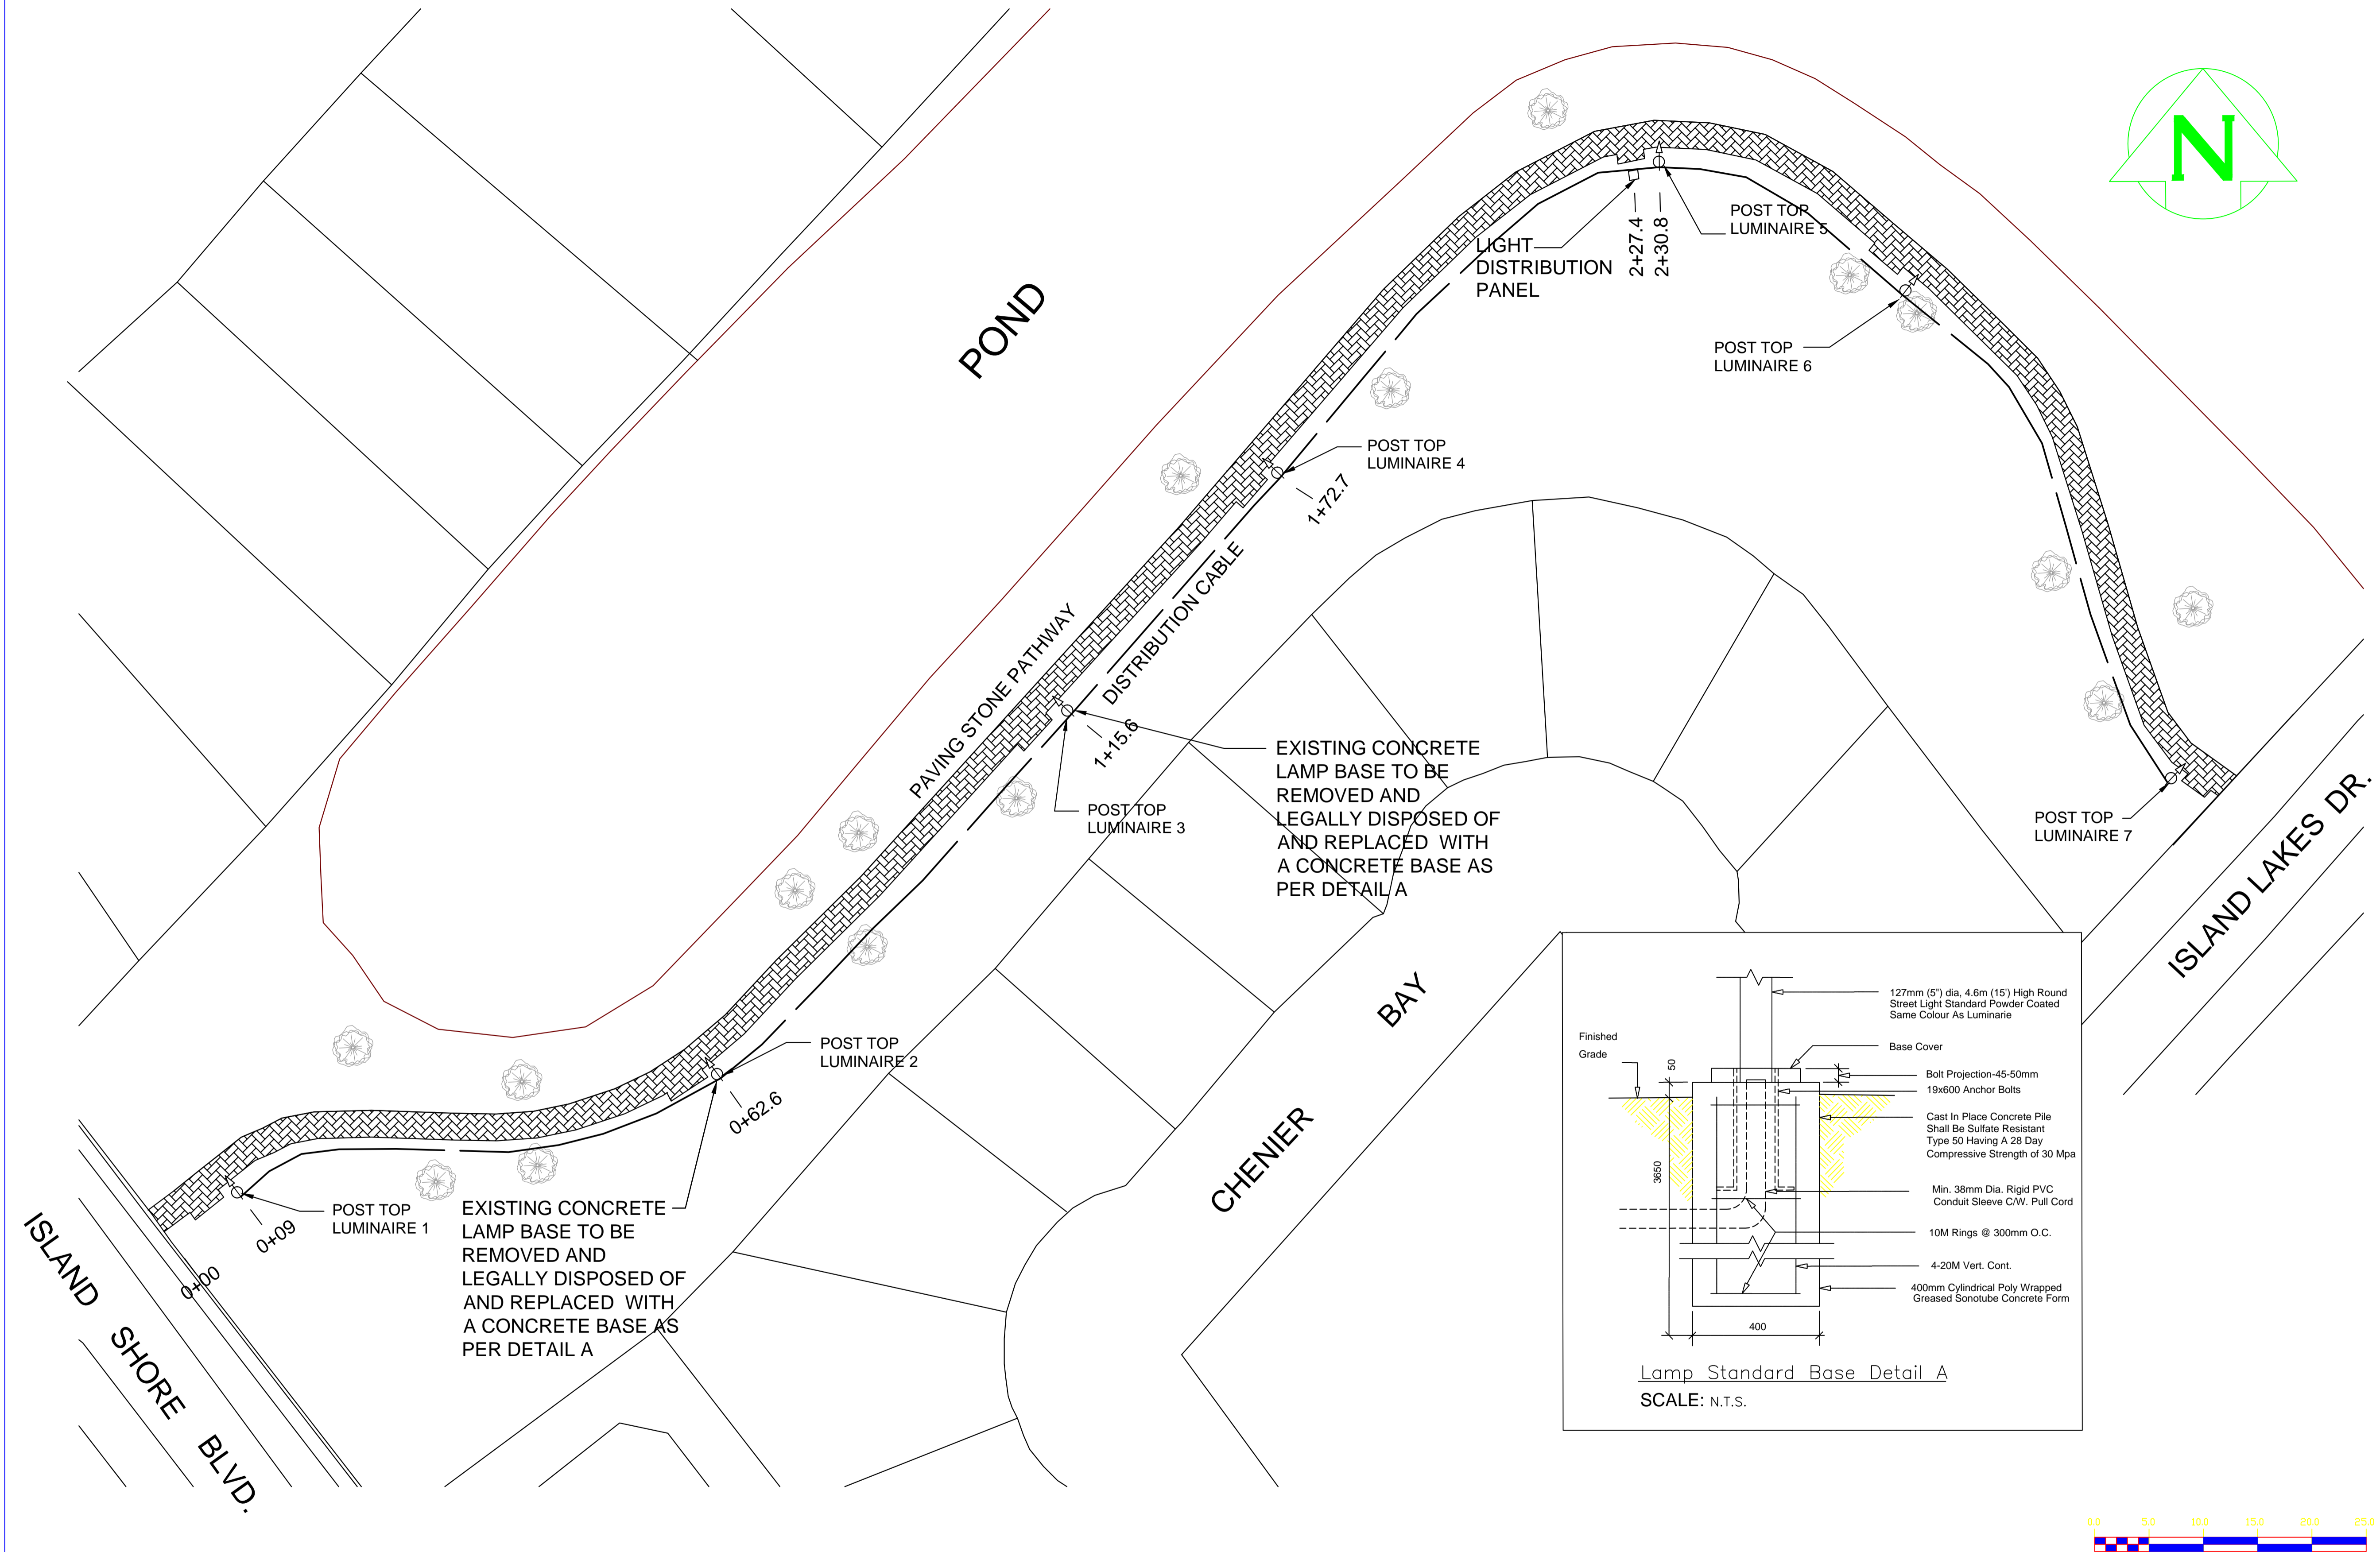 N
POND
LIGHT
DISTRIBUTION
PANEL
2+27.4
2+30.8
POST TOP
LUMINAIRE 5
POST TOP
LUMINAIRE 6
POST TOP
LUMINAIRE 4
1+72.7
PAVING STONE PATHWAY
DISTRIBUTION CABLE
1+15.6
POST TOP
LUMINAIRE 3
EXISTING CONCRETE
LAMP BASE TO BE
REMOVED AND
LEGALLY DISPOSED OF
AND REPLACED WITH
A CONCRETE BASE AS
PER DETAIL A
POST TOP
LUMINAIRE 7
ISLAND LAKES DR.
POST TOP
LUMINAIRE 2
0+62.6
POST TOP
LUMINAIRE 1
0+09
0+00
EXISTING CONCRETE
LAMP BASE TO BE
REMOVED AND
LEGALLY DISPOSED OF
AND REPLACED WITH
A CONCRETE BASE AS
PER DETAIL A
ISLAND SHORE BLVD.
CHENIER BAY
127mm (5") dia, 4.6m (15') High Round
Street Light Standard Powder Coated
Same Colour As Luminarie
Finished
Grade
50
Base Cover
Bolt Projection-45-50mm
19x600 Anchor Bolts
Cast In Place Concrete Pile
Shall Be Sulfate Resistant
Type 50 Having A 28 Day
Compressive Strength of 30 Mpa
3650
Min. 38mm Dia. Rigid PVC
Conduit Sleeve C/W. Pull Cord
10M Rings @ 300mm O.C.
4-20M Vert. Cont.
400mm Cylindrical Poly Wrapped
Greased Sonotube Concrete Form
400
Lamp Standard Base Detail A
SCALE: N.T.S.
0.0 5.0 10.0 15.0 20.0 25.0